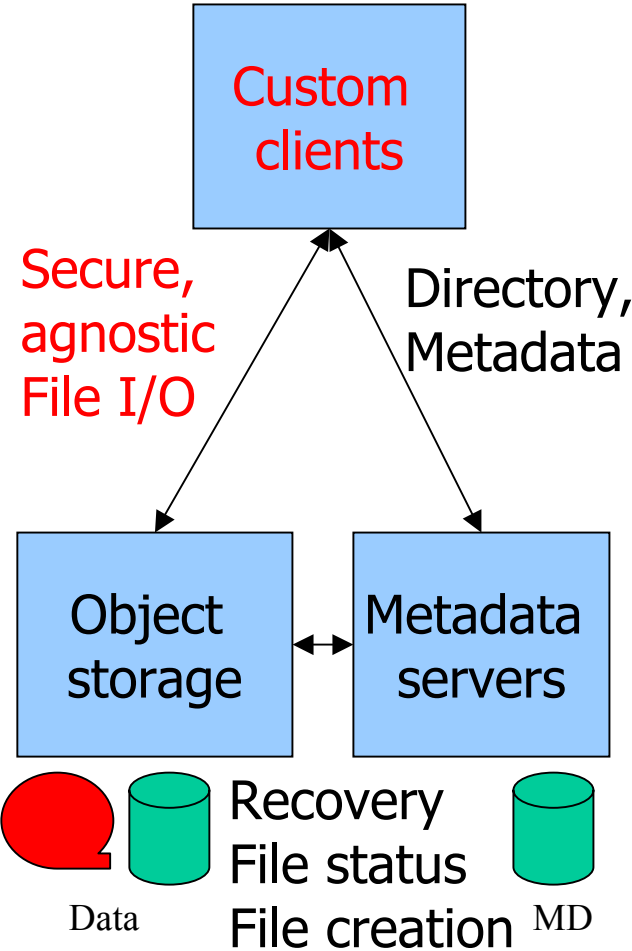 Custom
clients
Secure,
agnostic
File I/O
Directory,
Metadata
Object
storage
Metadata
servers
Recovery
File status
File creation
Data
MD